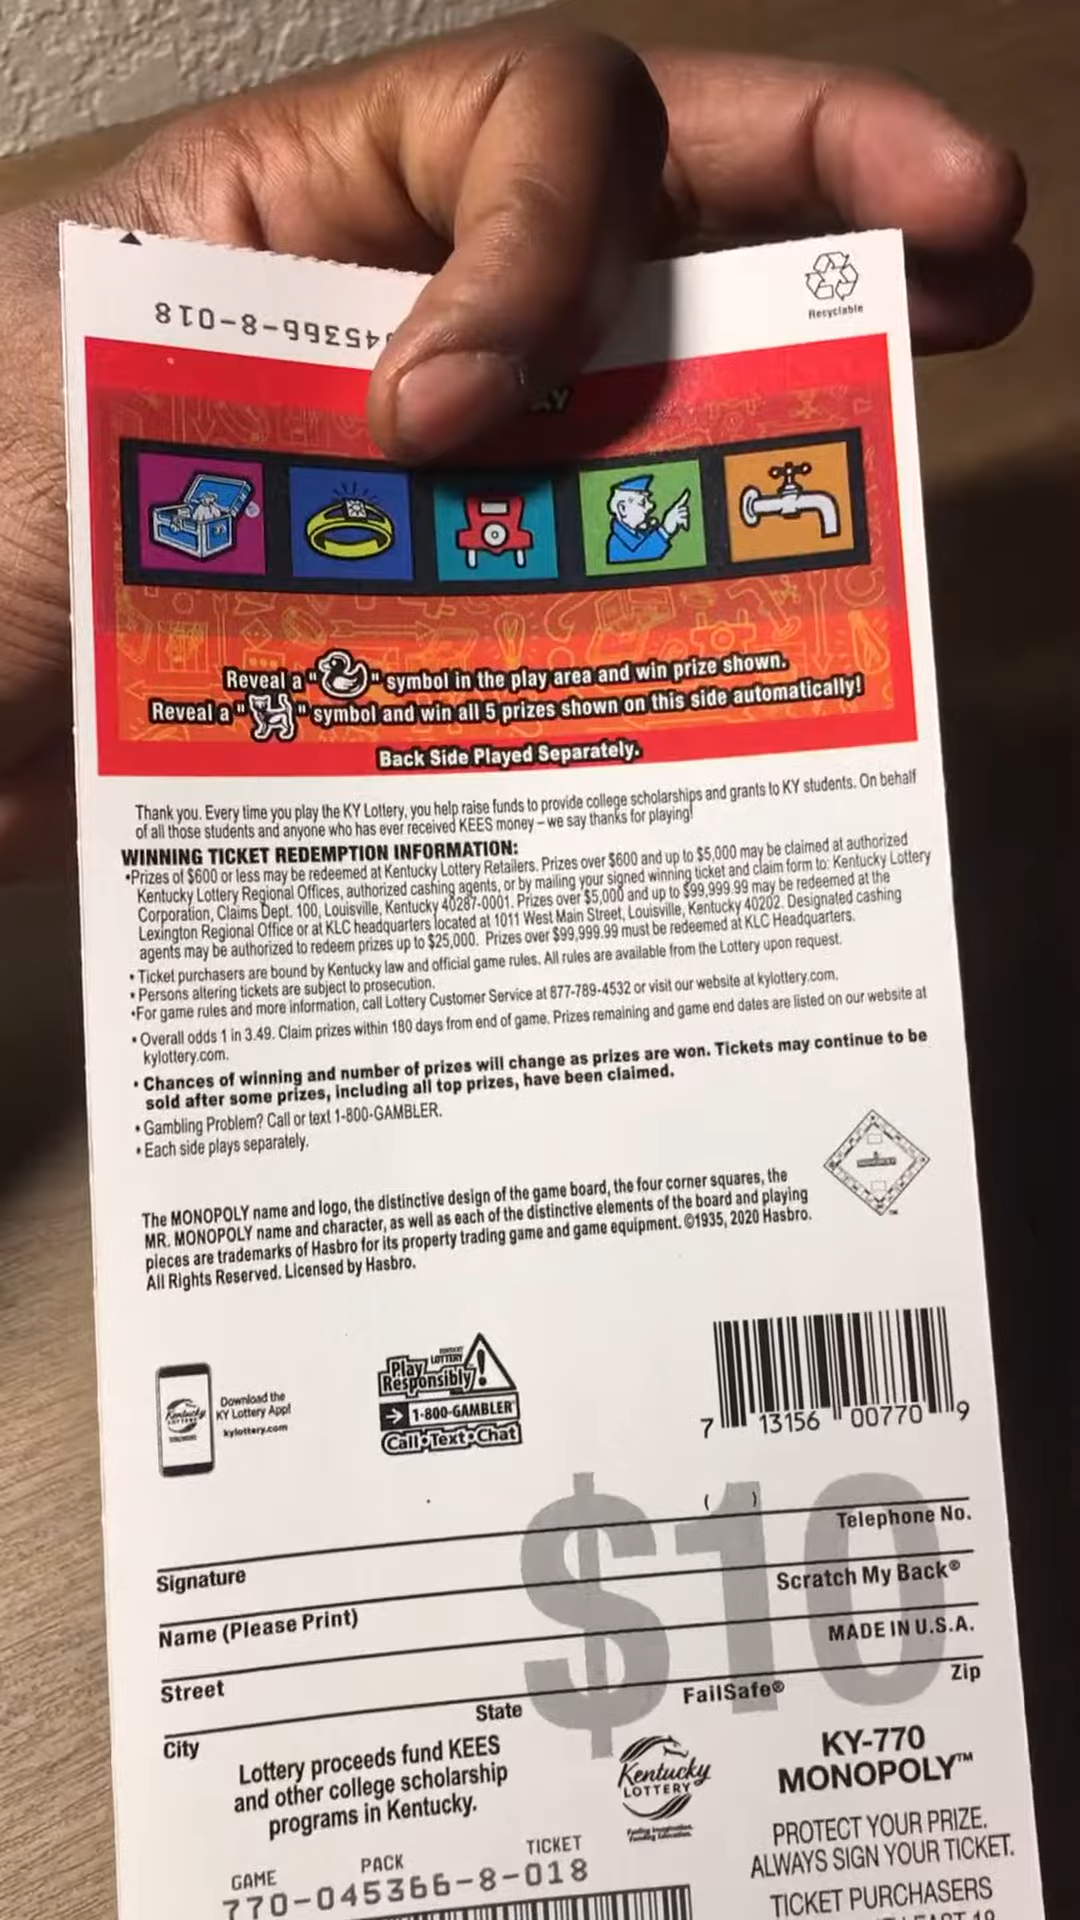 45366-8-018
Recyclable
Reveal a " " symbol in the play area and win prize shown.
Reveal a " " symbol and win all 5 prizes shown on this side automatically!
Back Side Played Separately.
Thank you. Every time you play the KY Lottery, you help raise funds to provide college scholarships and grants to KY students. On behalf
of all those students and anyone who has ever received KEES money – we say thanks for playing!
WINNING TICKET REDEMPTION INFORMATION:
•Prizes of $600 or less may be redeemed at Kentucky Lottery Retailers. Prizes over $600 and up to $5,000 may be claimed at authorized
Kentucky Lottery Regional Offices, authorized cashing agents, or by mailing your signed winning ticket and claim form to: Kentucky Lottery
Corporation, Claims Dept. 100, Louisville, Kentucky 40287-0001. Prizes over $5,000 and up to $99,999.99 may be redeemed at the
Lexington Regional Office or at KLC headquarters located at 1011 West Main Street, Louisville, Kentucky 40202. Designated cashing
agents may be authorized to redeem prizes up to $25,000. Prizes over $99,999.99 must be redeemed at KLC Headquarters.
• Ticket purchasers are bound by Kentucky law and official game rules. All rules are available from the Lottery upon request.
• Persons altering tickets are subject to prosecution.
•For game rules and more information, call Lottery Customer Service at 877-789-4532 or visit our website at kylottery.com.
• Overall odds 1 in 3.49. Claim prizes within 180 days from end of game. Prizes remaining and game end dates are listed on our website at
kylottery.com.
• Chances of winning and number of prizes will change as prizes are won. Tickets may continue to be
sold after some prizes, including all top prizes, have been claimed.
• Gambling Problem? Call or text 1-800-GAMBLER.
• Each side plays separately.
The MONOPOLY name and logo, the distinctive design of the game board, the four corner squares, the
MR. MONOPOLY name and character, as well as each of the distinctive elements of the board and playing
pieces are trademarks of Hasbro for its property trading game and game equipment. ©1935, 2020 Hasbro.
All Rights Reserved. Licensed by Hasbro.
Kentucky
LOTTERY
Download the
KY Lottery App!
kylottery.com
KENTUCKY
LOTTERY
Play
Responsibly
1-800-GAMBLER
Call•Text•Chat
7 13156 00770 9
$10
( )
Telephone No.
Signature
Scratch My Back®
Name (Please Print)
MADE IN U.S.A.
Street
City State FailSafe® Zip
Lottery proceeds fund KEES
and other college scholarship
programs in Kentucky.
Kentucky
LOTTERY
Funding Imagination.
Funding Education.
KY-770
MONOPOLY™
PROTECT YOUR PRIZE.
ALWAYS SIGN YOUR TICKET.
TICKET PURCHASERS
GAME PACK TICKET
770-045366-8-018